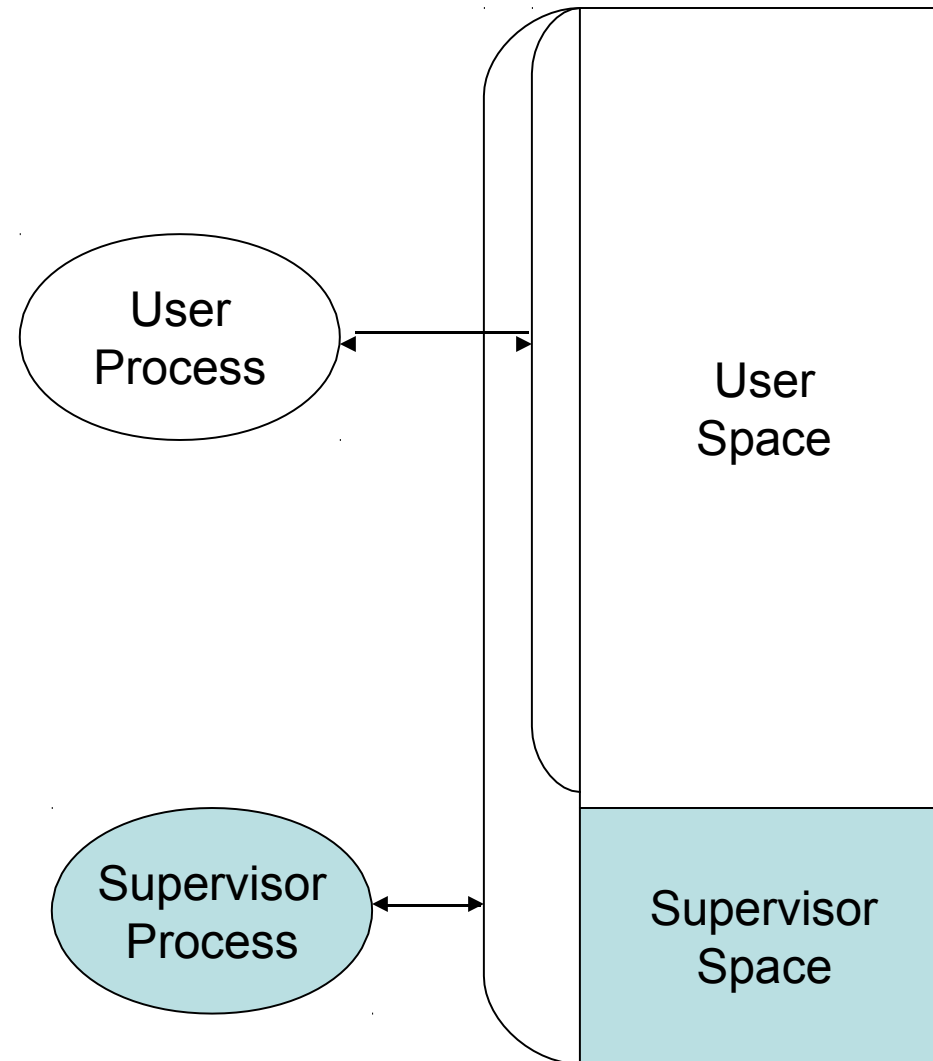 User
Process
User
Space
Supervisor
Process
Supervisor
Space